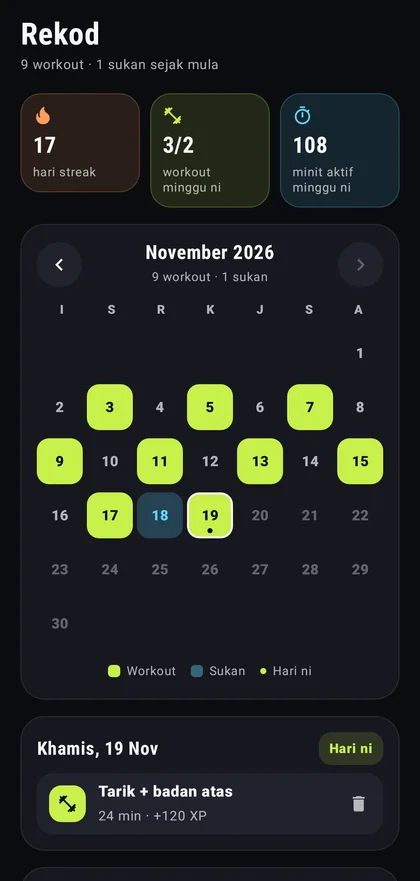 Rekod
9 workout · 1 sukan sejak mula
17
hari streak
3/2
workout
minggu ni
108
minit aktif
minggu ni
November 2026
9 workout · 1 sukan
I S R K J S A
1
2 3 4 5 6 7 8
9 10 11 12 13 14 15
16 17 18 19 20 21 22
23 24 25 26 27 28 29
30
Workout Sukan Hari ni
Khamis, 19 Nov
Hari ni
Tarik + badan atas
24 min · +120 XP